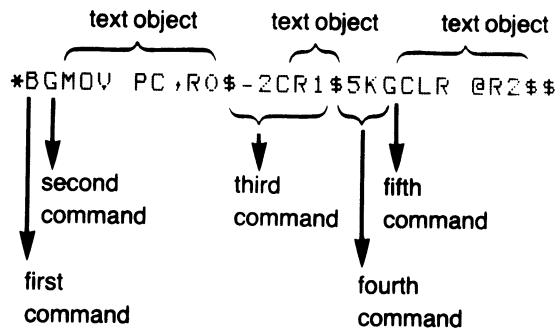 text object text object text object
*BGMOV PC,R0$-2CR1$5KGCLR @R2$$
second third fifth
command command command
first fourth
command command